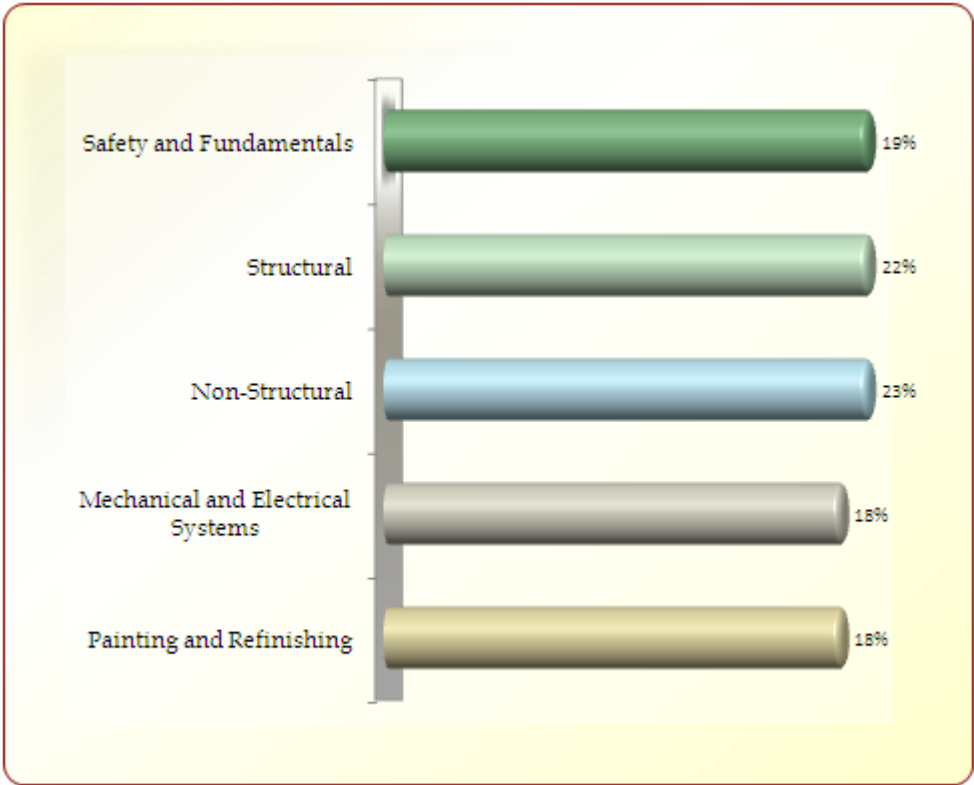 Safety and Fundamentals
19%
Structural
22%
Non-Structural
23%
Mechanical and Electrical
Systems
18%
Painting and Refinishing
18%